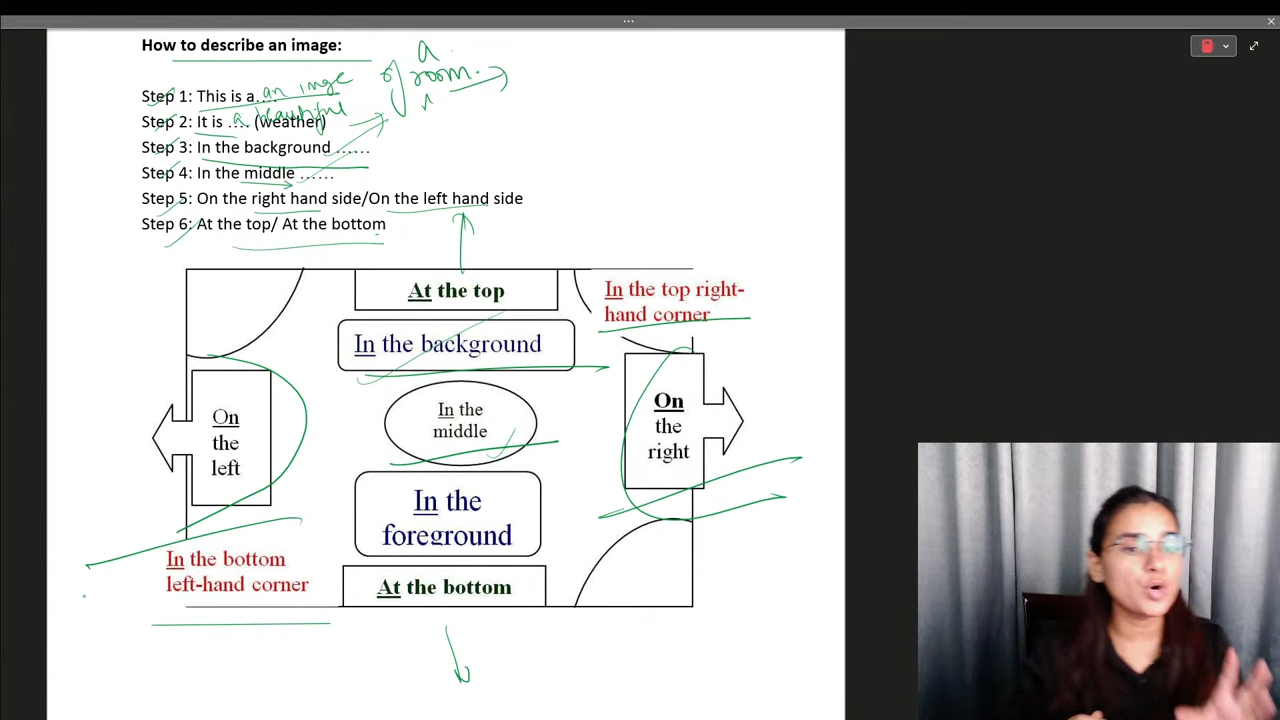 How to describe an image:
a
of room.
Step 1: This is a.... an image
Step 2: It is .... (weather) a beautiful
Step 3: In the background ......
Step 4: In the middle ......
Step 5: On the right hand side/On the left hand side
Step 6: At the top/ At the bottom
At the top
In the top right-
hand corner
In the background
On
the
left
In the
middle
On
the
right
In the
foreground
In the bottom
left-hand corner
At the bottom